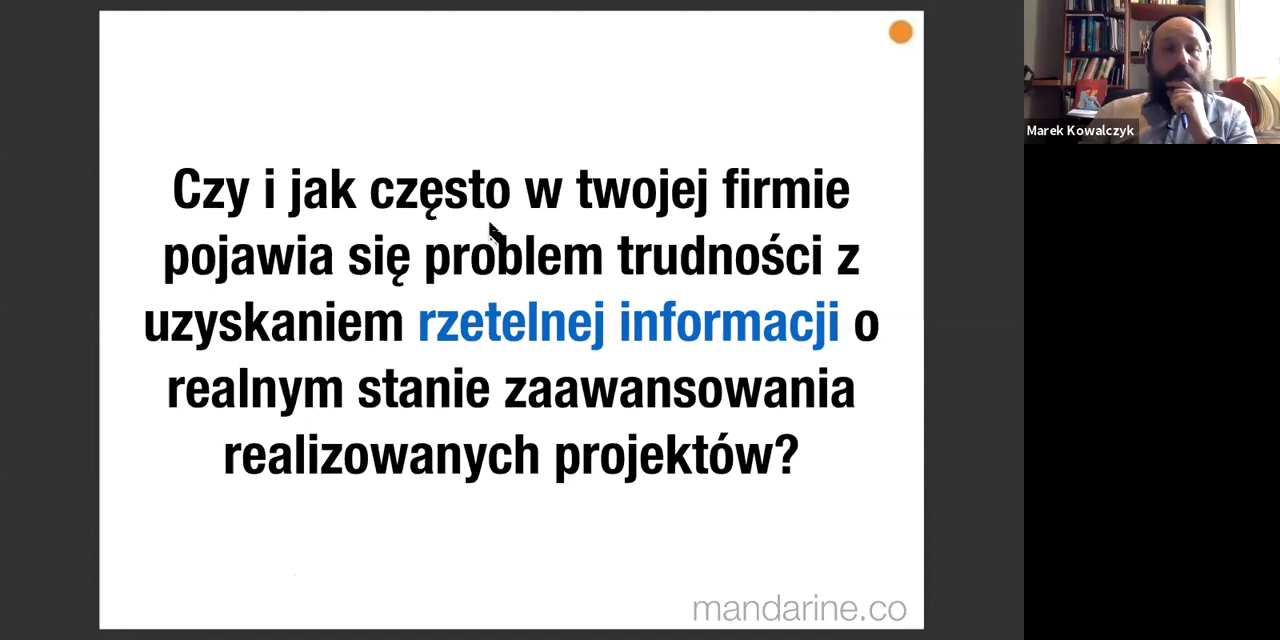 Czy i jak często w twojej firmie
pojawia się problem trudności z
uzyskaniem rzetelnej informacji o
realnym stanie zaawansowania
realizowanych projektów?
mandarine.co
Marek Kowalczyk